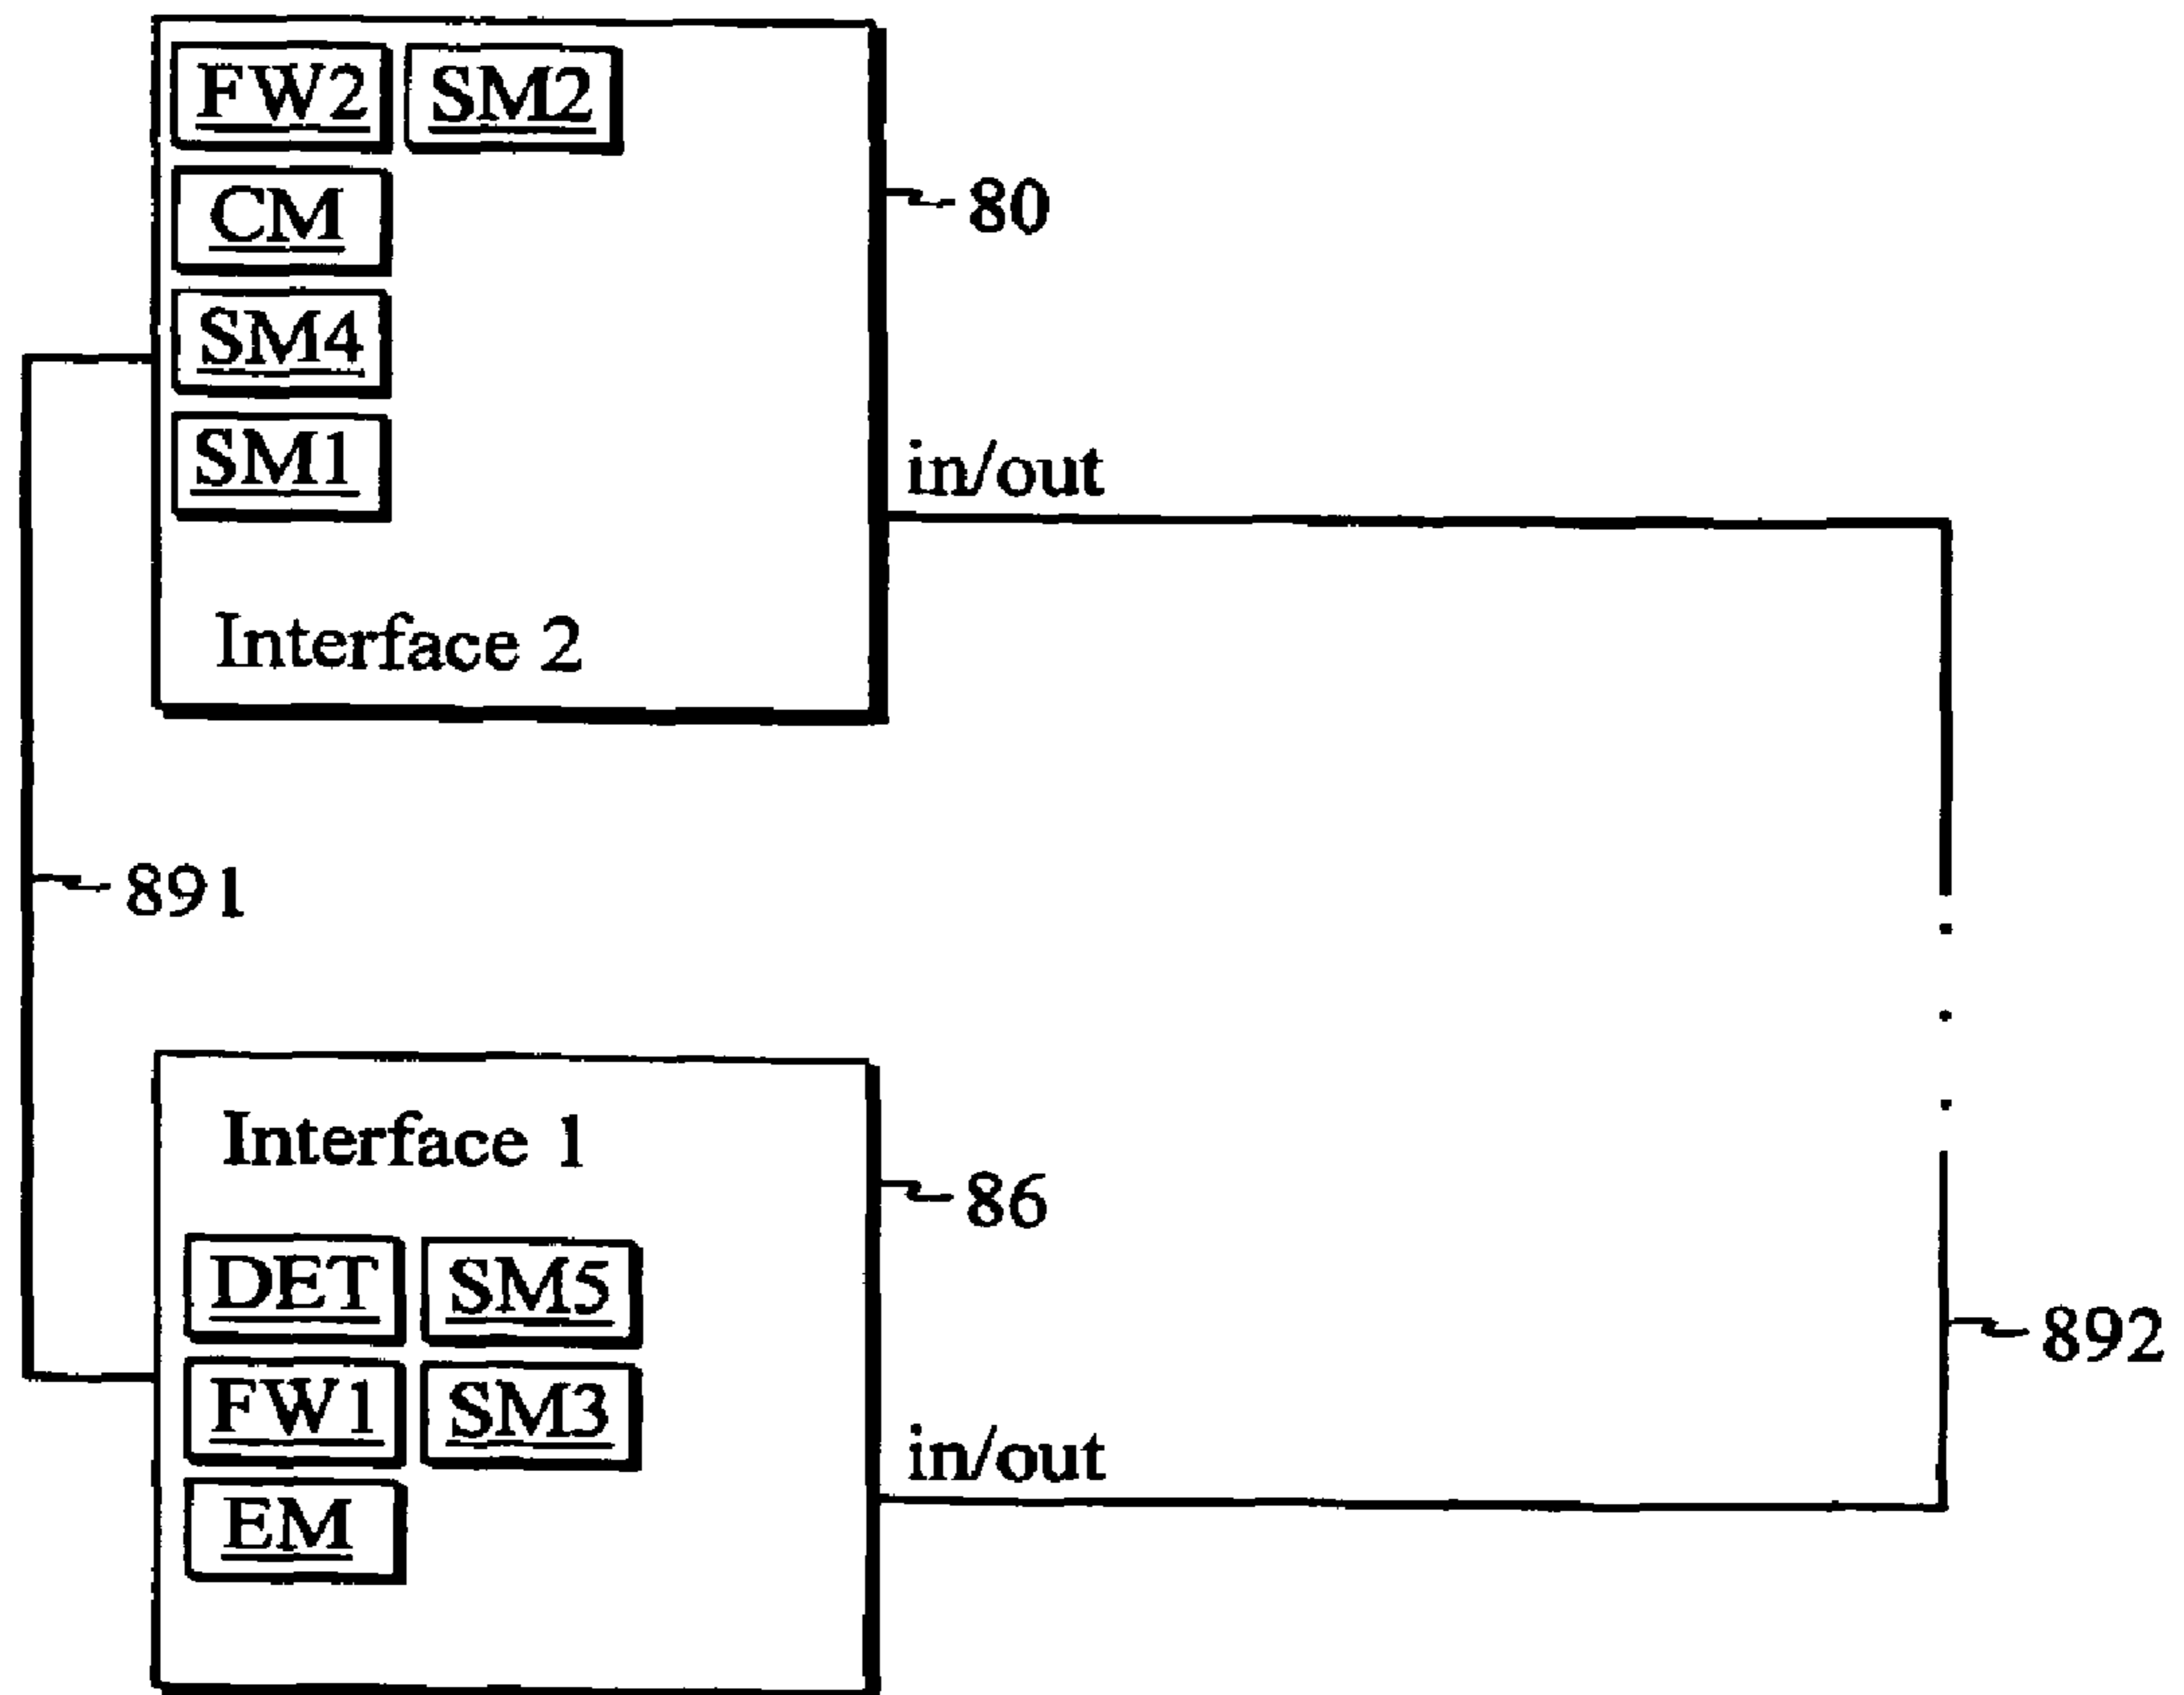 FW2 SM2
CM
80
SM4
SM1
in/out
Interface 2
891
Interface 1
86
DET SM5
892
FW1 SM3
in/out
EM